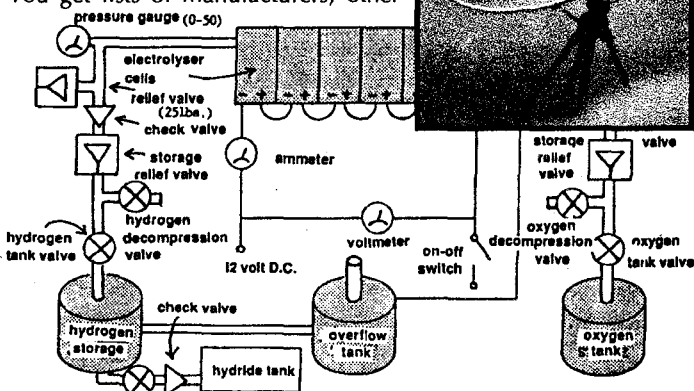 You get lists of manufacturers, other
pressure gauge (0-50)
electrolyser
cells
relief valve
(25lbs.)
check valve
storage
relief valve
hydrogen
decompression
valve
hydrogen
tank valve
- + - + - + - +
ammeter
voltmeter
12 volt D.C.
on-off
switch
storage
relief
valve
valve
oxygen
decompression
valve
oxygen
tank valve
check valve
hydrogen
storage
hydride tank
overflow
tank
oxygen
tank